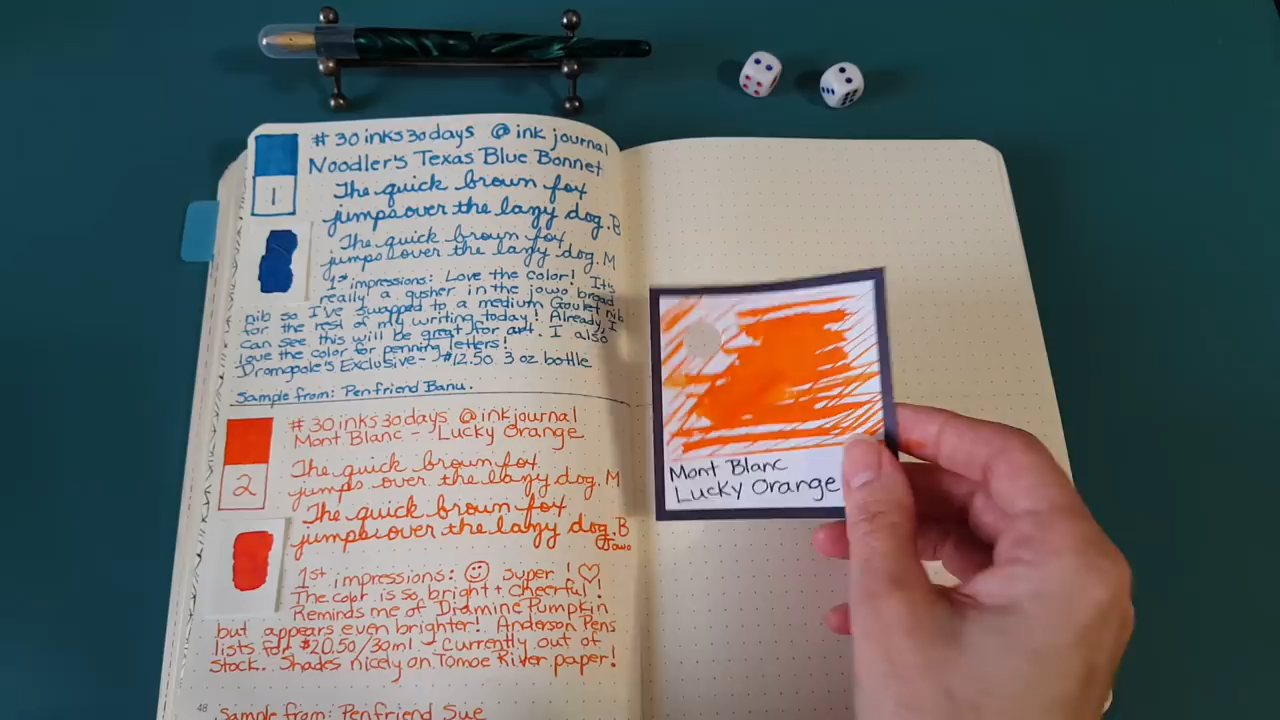 # 30inks30days @ink journal
Noodler's Texas Blue Bonnet
1
The quick brown fox
jumps over the lazy dog. B
The quick brown fox
jumps over the lazy dog. M
1st impressions: Love the color! It's
really a gusher in the jowo broad
nib so I've swapped to a medium Goulet nib
for the rest of my writing today! Already, I
can see this will be great for art. I also
love the color for penning letters!
Dromgoole's Exclusive - $12.50 3 oz bottle
Sample from: Penfriend Banu.
# 30inks30days @inkjournal
Mont Blanc - Lucky Orange
2
The quick brown fox
jumps over the lazy dog. M
The quick brown fox
jumps over the lazy dog. B
Jowo
1st impressions: super!
The color is so bright + cheerful!
Reminds me of Diamine Pumpkin
but appears even brighter! Anderson Pens
lists for $20.50/30ml - currently out of
stock. Shades nicely on Tomoe River paper!
48
Sample from: Penfriend Sue
Mont Blanc
Lucky Orange